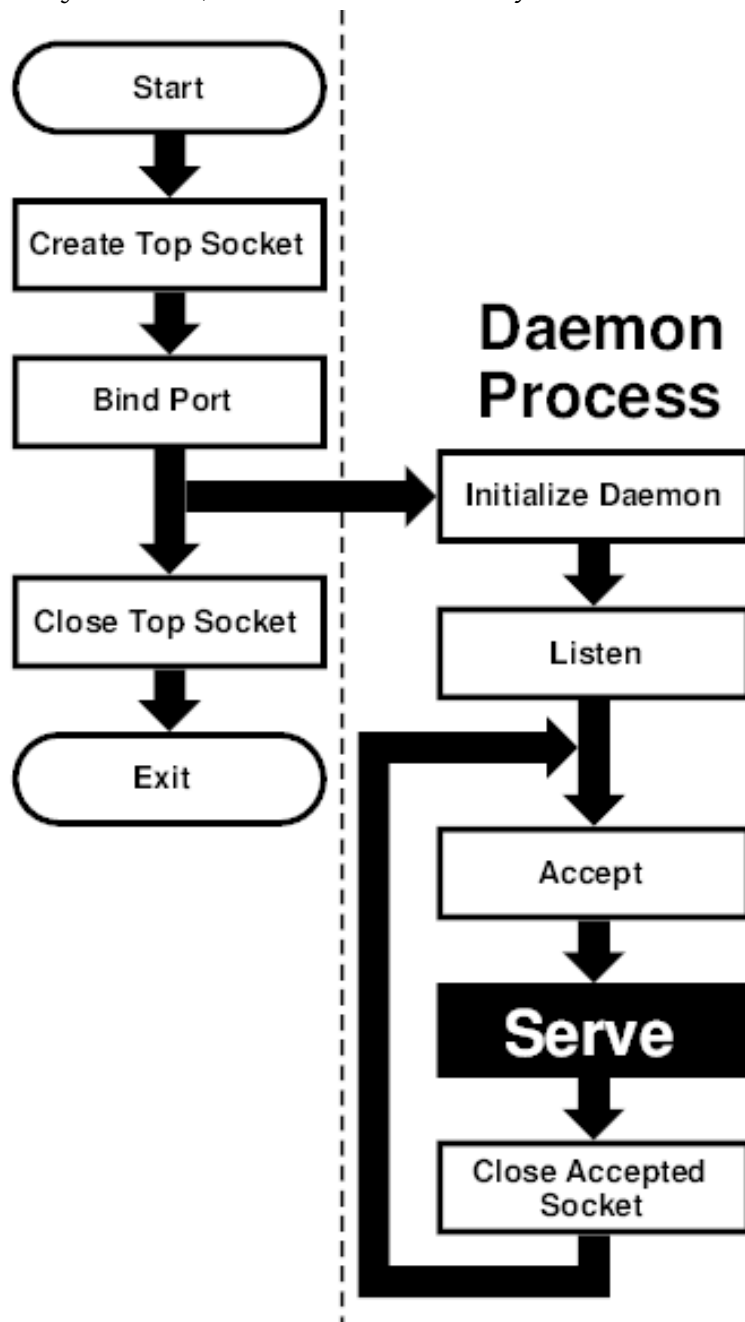 Start
Create Top Socket
Bind Port
Close Top Socket
Exit
Daemon
Process
Initialize Daemon
Listen
Accept
Serve
Close Accepted
Socket